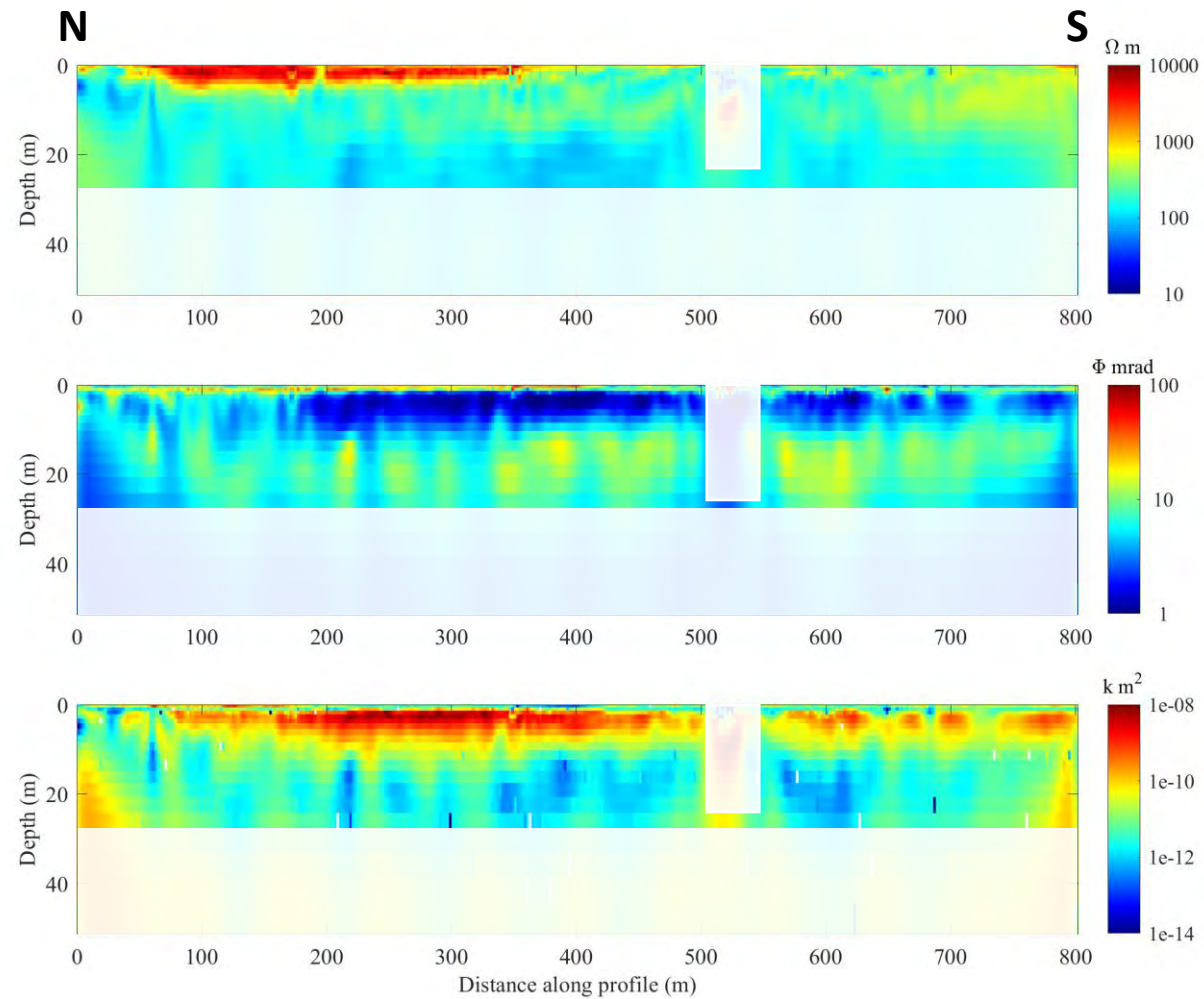 N S
Ω m
0 10000
Depth (m) 20 1000
40 100
10
0 100 200 300 400 500 600 700 800
Φ mrad
0 100
Depth (m) 20 10
40 1
0 100 200 300 400 500 600 700 800
k m²
0 1e-08
Depth (m) 20 1e-10
40 1e-12
1e-14
0 100 200 300 400 500 600 700 800
Distance along profile (m)